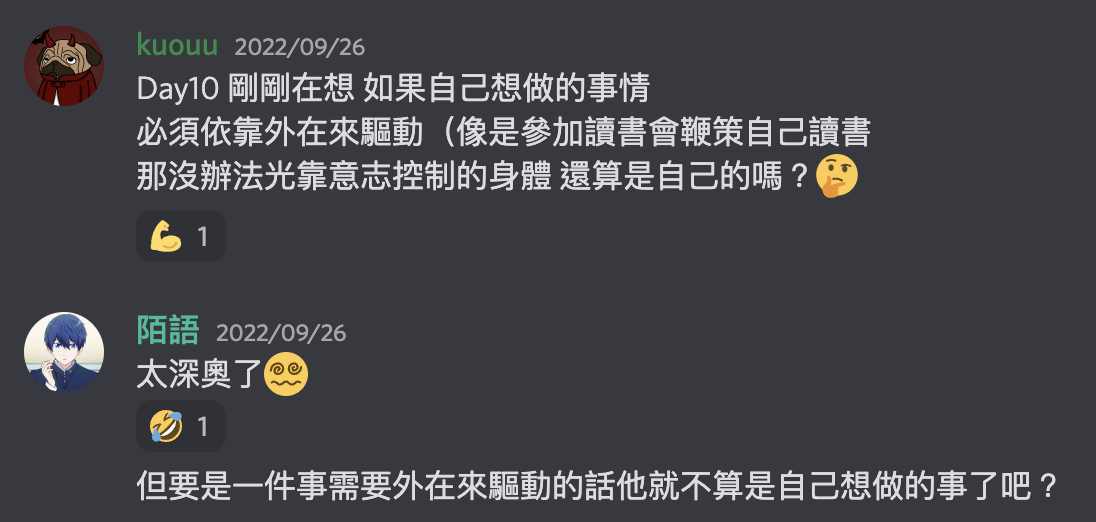 kuouu 2022/09/26
Day10 剛剛在想 如果自己想做的事情
必須依靠外在來驅動（像是參加讀書會鞭策自己讀書
那沒辦法光靠意志控制的身體 還算是自己的嗎？🤨
💪 1
陌語 2022/09/26
太深奧了😵‍💫
🤣 1
但要是一件事需要外在來驅動的話他就不算是自己想做的事了吧？